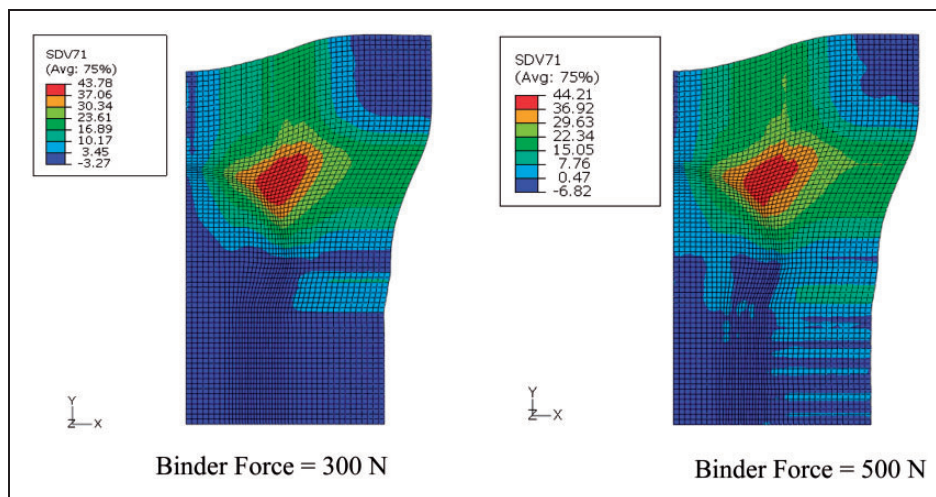 SDV71
(Avg: 75%)
43.78
37.06
30.34
23.61
16.89
10.17
3.45
-3.27
Y
Z X
Binder Force = 300 N
SDV71
(Avg: 75%)
44.21
36.92
29.63
22.34
15.05
7.76
0.47
-6.82
Y
Z X
Binder Force = 500 N